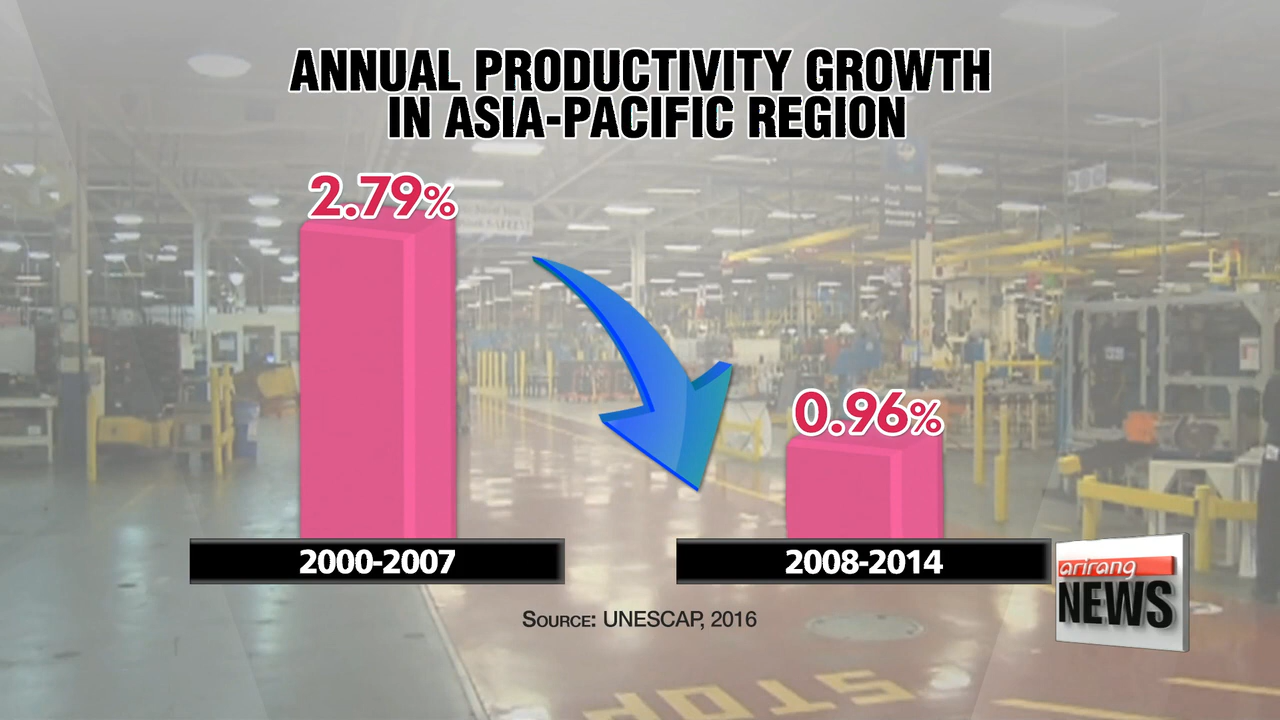 ANNUAL PRODUCTIVITY GROWTH
IN ASIA-PACIFIC REGION
2.79%
0.96%
2000-2007
2008-2014
SOURCE: UNESCAP, 2016
arirang
NEWS
STOP